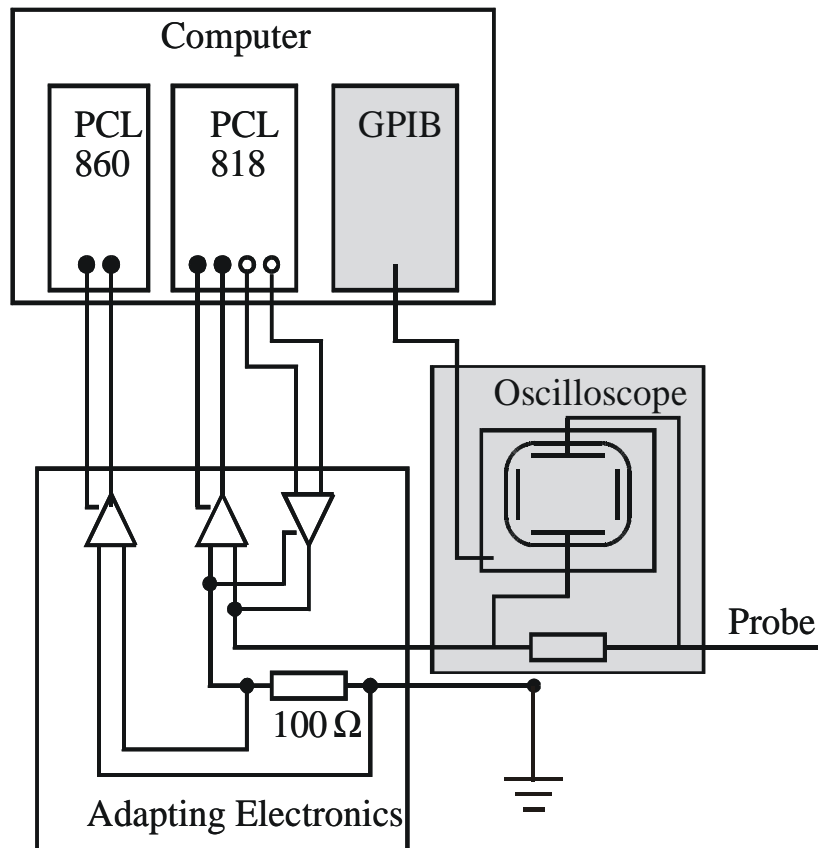 Computer
PCL
860
PCL
818
GPIB
Oscilloscope
Probe
100 Ω
Adapting Electronics